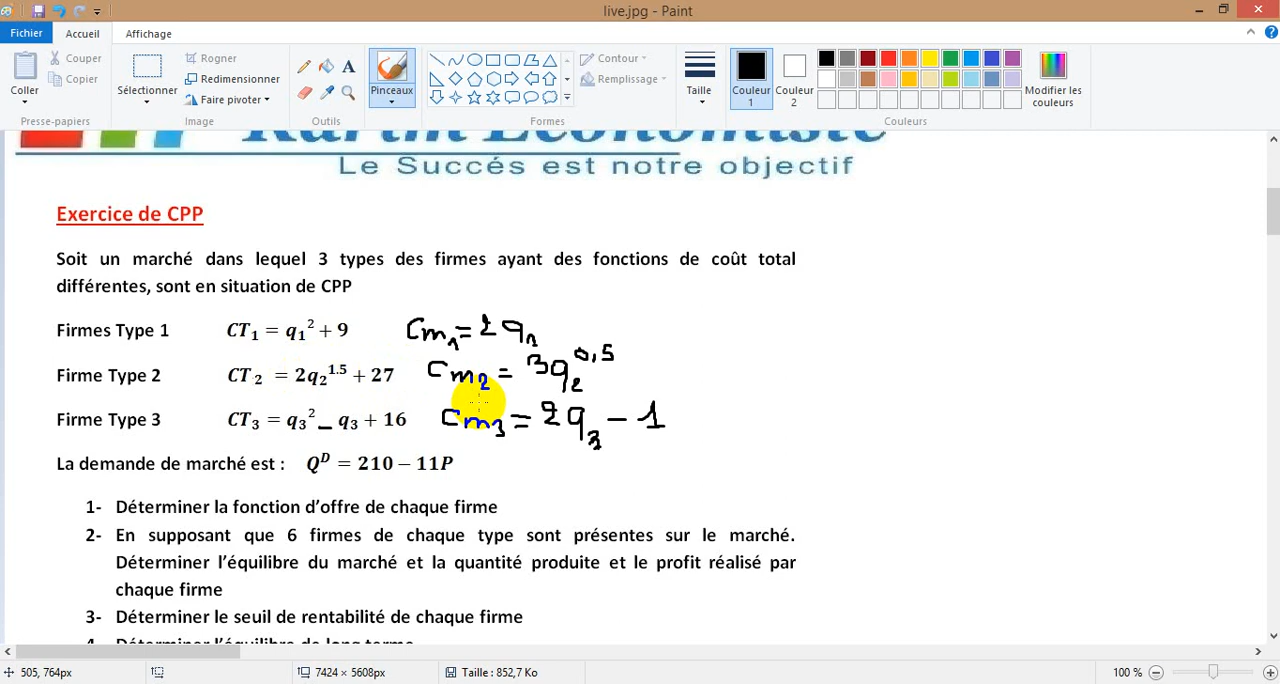 live.jpg - Paint
Fichier Accueil Affichage
Coller
Couper
Copier
Presse-papiers
Sélectionner
Rogner
Redimensionner
Faire pivoter
Image
A
Outils
Pinceaux
Contour
Remplissage
Formes
Taille
Couleur 1
Couleur 2
Modifier les couleurs
Couleurs
Karim Economiste
Le Succés est notre objectif
Exercice de CPP
Soit un marché dans lequel 3 types des firmes ayant des fonctions de coût total
différentes, sont en situation de CPP
Firmes Type 1 CT₁ = q₁² + 9 Cm₁ = 2q₁
Firme Type 2 CT₂ = 2q₂^1.5 + 27 Cm₂ = 3q₂^0,5
Firme Type 3 CT₃ = q₃² – q₃ + 16 Cm₃ = 2q₃ – 1
La demande de marché est : Q^D = 210 – 11P
1- Déterminer la fonction d’offre de chaque firme
2- En supposant que 6 firmes de chaque type sont présentes sur le marché.
Déterminer l’équilibre du marché et la quantité produite et le profit réalisé par
chaque firme
3- Déterminer le seuil de rentabilité de chaque firme
4- Déterminer l’équilibre de long terme
505, 764px 7424 × 5608px Taille : 852,7 Ko 100 %